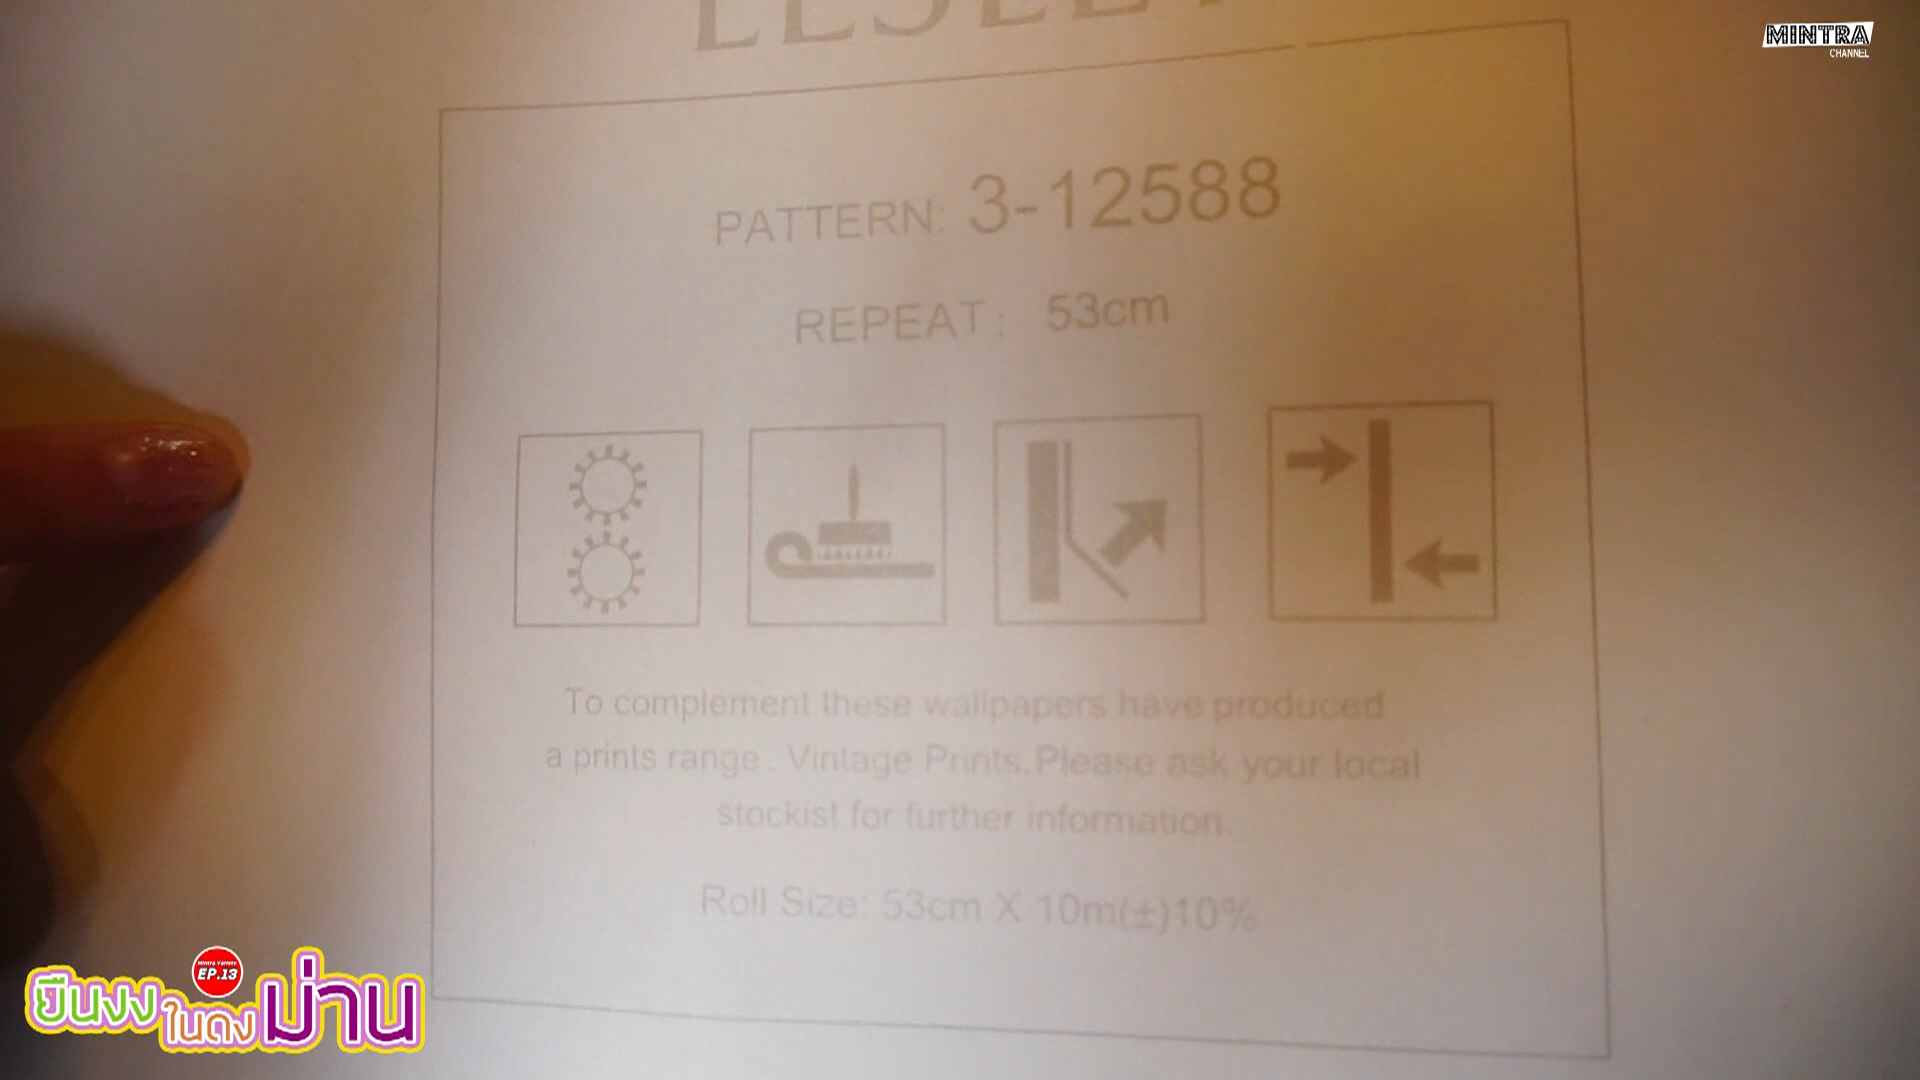 MINTRA
CHANNEL
PATTERN: 3-12588
REPEAT: 53cm
To complement these wallpapers have produced
a prints range. Vintage Prints.Please ask your local
stockist for further information.
Roll Size: 53cm X 10m(±)10%
Mintra Variety
EP.13
ยืนงง
ในดง
ม่าน